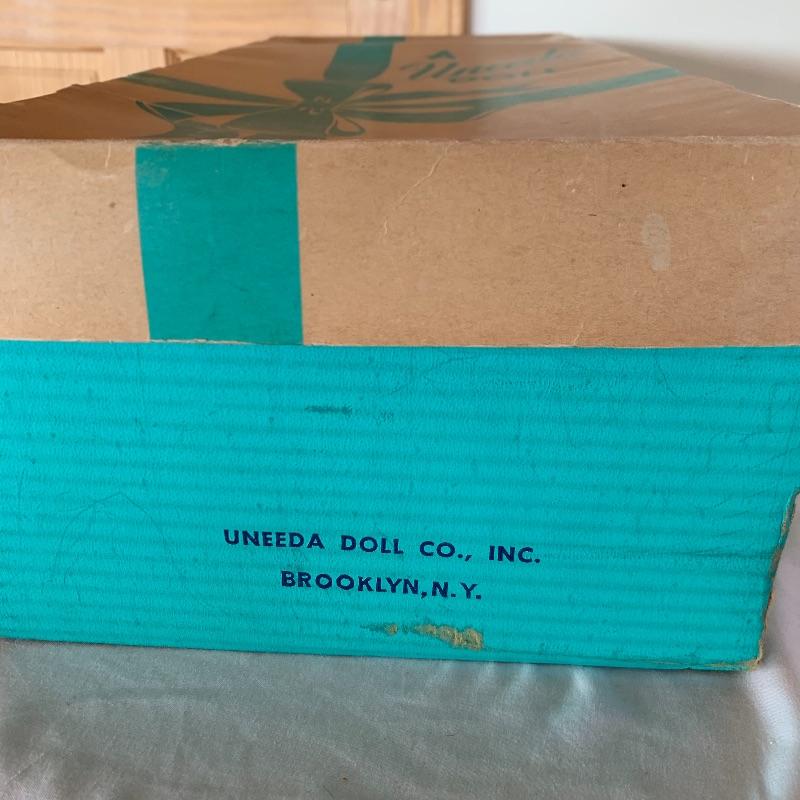 A
UNEEDA DOLL CO., INC.
BROOKLYN, N.Y.